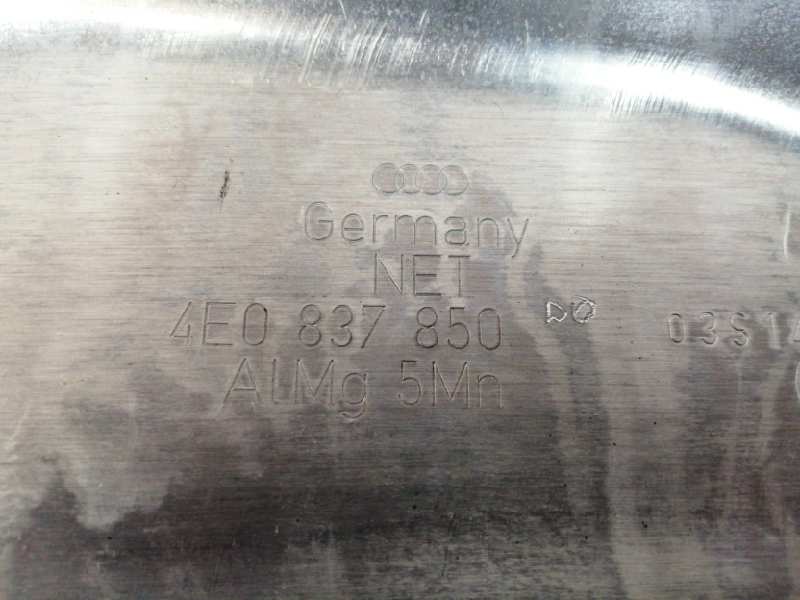 Germany
NET
4E0 837 850
AlMg 5Mn